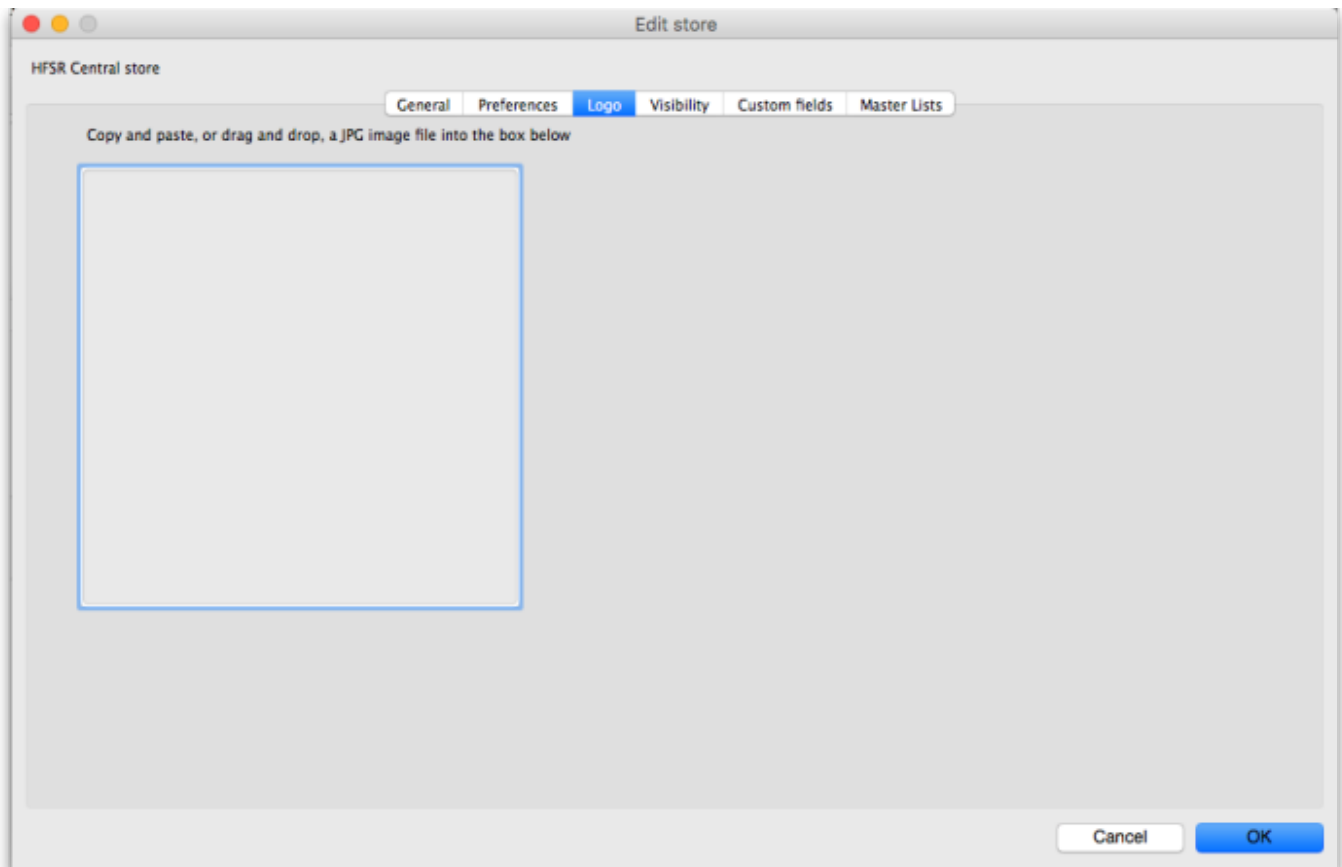 Edit store
HFSR Central store
General Preferences Logo Visibility Custom fields Master Lists
Copy and paste, or drag and drop, a JPG image file into the box below
Cancel OK